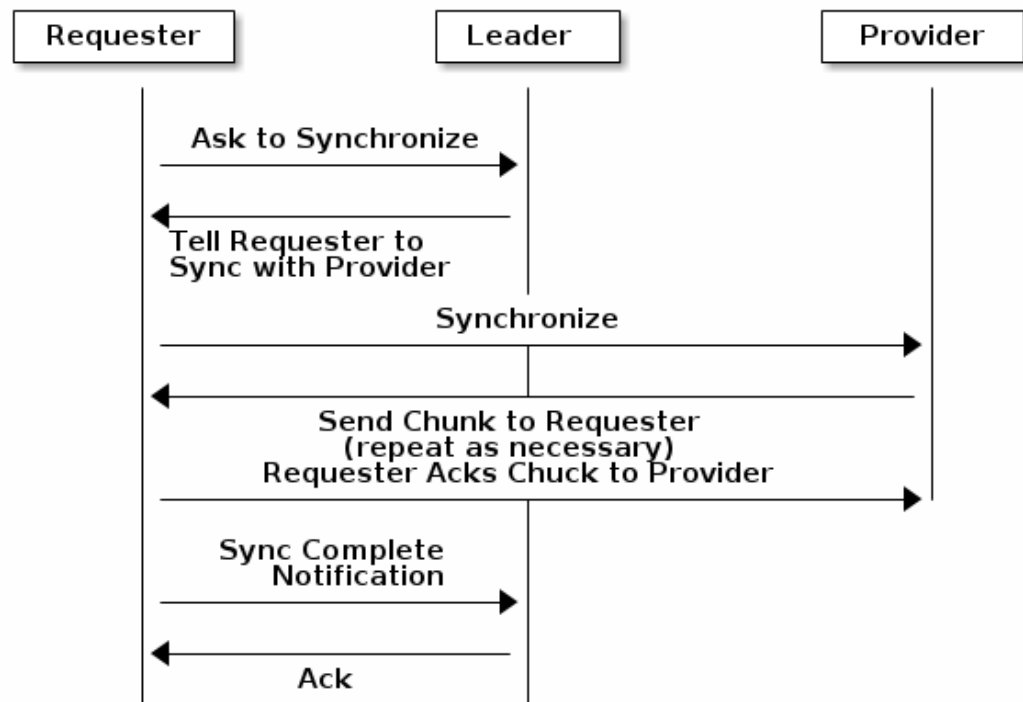 Requester
Leader
Provider
Ask to Synchronize
Tell Requester to
Sync with Provider
Synchronize
Send Chunk to Requester
(repeat as necessary)
Requester Acks Chuck to Provider
Sync Complete
Notification
Ack